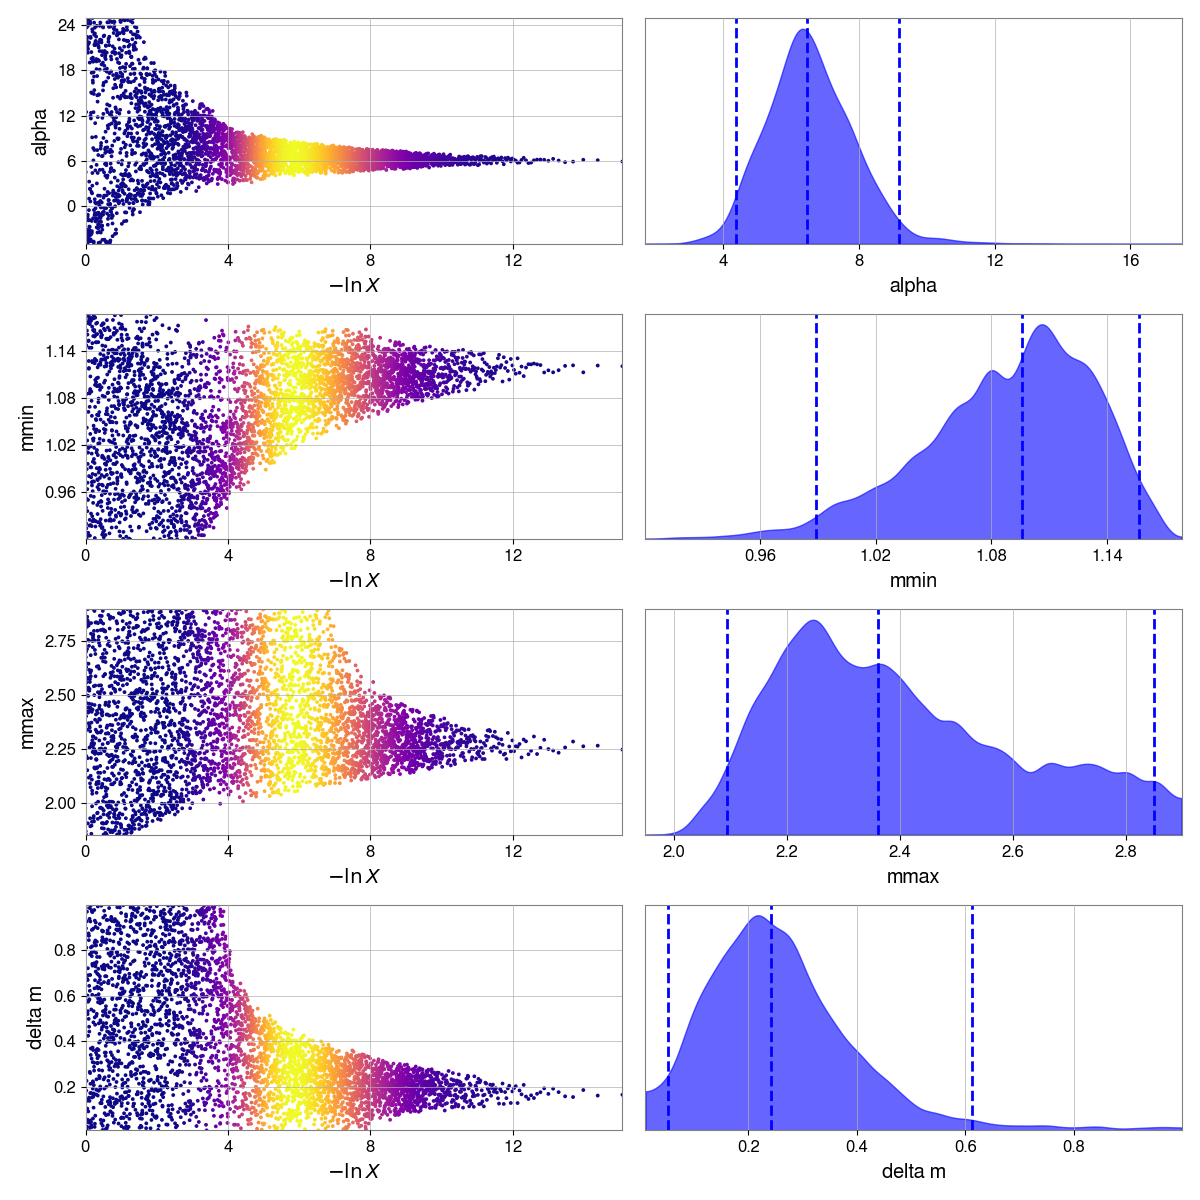 24
18
12
6
0
alpha
0 4 8 12
−ln X
4 8 12 16
alpha
1.14
1.08
1.02
0.96
mmin
0 4 8 12
−ln X
0.96 1.02 1.08 1.14
mmin
2.75
2.50
2.25
2.00
mmax
0 4 8 12
−ln X
2.0 2.2 2.4 2.6 2.8
mmax
0.8
0.6
0.4
0.2
delta m
0 4 8 12
−ln X
0.2 0.4 0.6 0.8
delta m